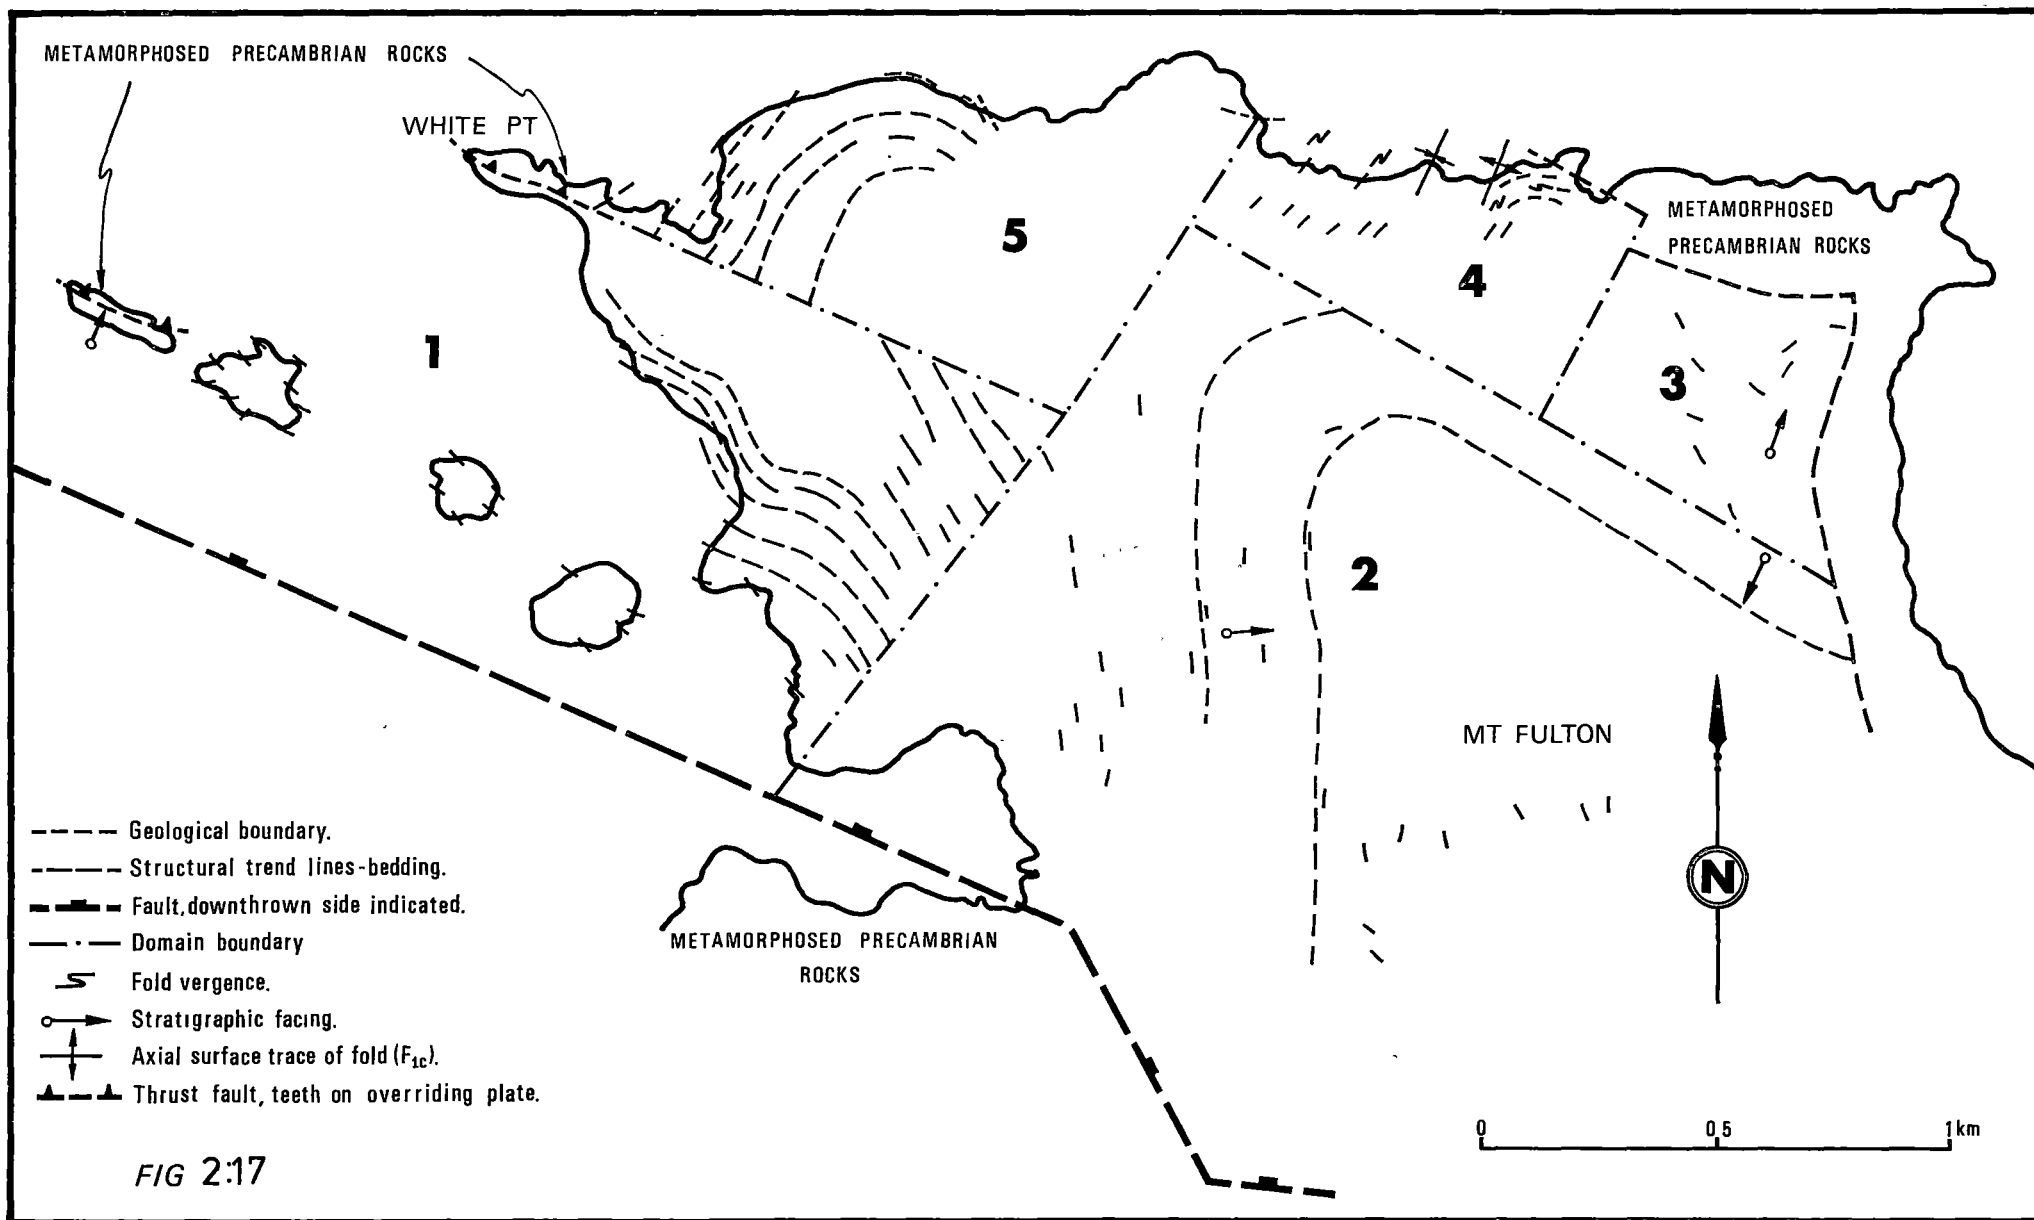 METAMORPHOSED PRECAMBRIAN ROCKS
WHITE PT
METAMORPHOSED
PRECAMBRIAN ROCKS
5
4
1
3
2
MT FULTON
N
Geological boundary.
Structural trend lines-bedding.
Fault, downthrown side indicated.
Domain boundary
Fold vergence.
Stratigraphic facing.
Axial surface trace of fold (F1c).
Thrust fault, teeth on overriding plate.
METAMORPHOSED PRECAMBRIAN
ROCKS
0 0.5 1km
FIG 2:17